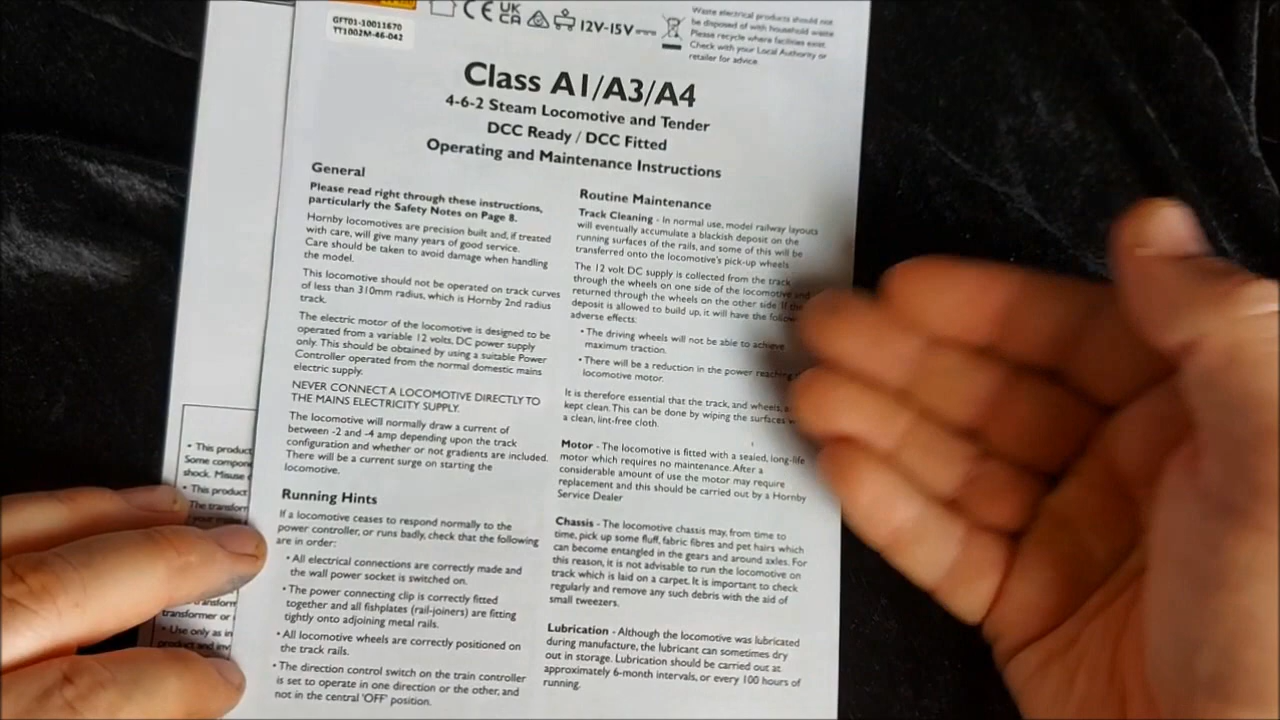 GFT01-10011670
TT1002M-46-042
CE UK CA 12V-15V
Waste electrical products should not
be disposed of with household waste
Please recycle where facilities exist.
Check with your Local Authority or
retailer for advice.
Class A1/A3/A4
4-6-2 Steam Locomotive and Tender
DCC Ready / DCC Fitted
Operating and Maintenance Instructions
General
Please read right through these instructions,
particularly the Safety Notes on Page 8.
Hornby locomotives are precision built and, if treated
with care, will give many years of good service.
Care should be taken to avoid damage when handling
the model.
This locomotive should not be operated on track curves
of less than 310mm radius, which is Hornby 2nd radius
track.
The electric motor of the locomotive is designed to be
operated from a variable 12 volts, DC power supply
only. This should be obtained by using a suitable Power
Controller operated from the normal domestic mains
electric supply.
NEVER CONNECT A LOCOMOTIVE DIRECTLY TO
THE MAINS ELECTRICITY SUPPLY.
The locomotive will normally draw a current of
between -2 and -4 amp depending upon the track
configuration and whether or not gradients are included.
There will be a current surge on starting the
locomotive.
Running Hints
If a locomotive ceases to respond normally to the
power controller, or runs badly, check that the following
are in order:
• All electrical connections are correctly made and
the wall power socket is switched on.
• The power connecting clip is correctly fitted
together and all fishplates (rail-joiners) are fitting
tightly onto adjoining metal rails.
• All locomotive wheels are correctly positioned on
the track rails.
• The direction control switch on the train controller
is set to operate in one direction or the other, and
not in the central 'OFF' position.
Routine Maintenance
Track Cleaning - In normal use, model railway layouts
will eventually accumulate a blackish deposit on the
running surfaces of the rails, and some of this will be
transferred onto the locomotive's pick-up wheels
The 12 volt DC supply is collected from the track
through the wheels on one side of the locomotive and
returned through the wheels on the other side. If the
deposit is allowed to build up, it will have the
adverse effects:
• The driving wheels will not be able to achieve
maximum traction.
• There will be a reduction in the power reaching
locomotive motor.
It is therefore essential that the track, and wheels,
kept clean. This can be done by wiping the surfaces
a clean, lint-free cloth.
Motor - The locomotive is fitted with a sealed, long-life
motor which requires no maintenance. After a
considerable amount of use the motor may require
replacement and this should be carried out by a Hornby
Service Dealer
Chassis - The locomotive chassis may, from time to
time, pick up some fluff, fabric fibres and pet hairs which
can become entangled in the gears and around axles. For
this reason, it is not advisable to run the locomotive on
track which is laid on a carpet. It is important to check
regularly and remove any such debris with the aid of
small tweezers.
Lubrication - Although the locomotive was lubricated
during manufacture, the lubricant can sometimes dry
out in storage. Lubrication should be carried out at
approximately 6-month intervals, or every 100 hours of
running.
• This product
Some
shock. Misuse
• This product
The
transformer or
• Use only as in
product and